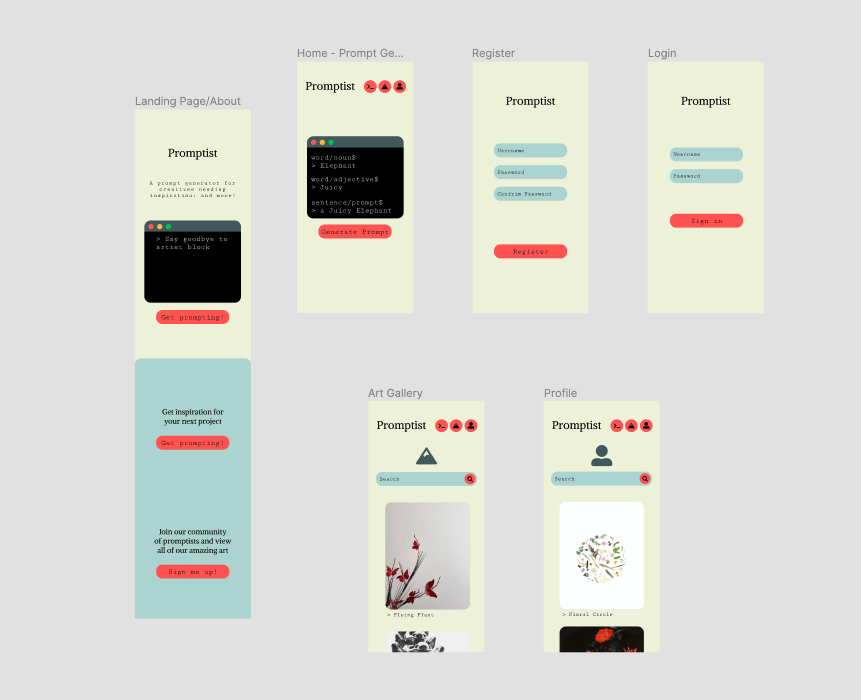 Landing Page/About
Promptist
A prompt generator for
creatives needing
inspiration; and more!
> Say goodbye to
artist block
Get prompting!
Get inspiration for
your next project
Get prompting!
Join our community
of promptists and view
all of our amazing art
Sign me up!
Home - Prompt Ge...
Promptist
word/noun$
> Elephant
word/adjective$
> Juicy
sentence/prompt$
> a Juicy Elephant
Generate Prompt
Register
Promptist
Username
Password
Confrim Password
Register
Login
Promptist
Username
Password
Sign in
Art Gallery
Promptist
Search
> Flying Plant
Profile
Promptist
Search
> Floral Circle